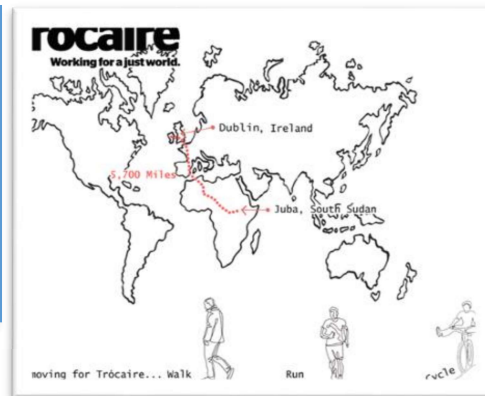 rocaire
Working for a just world.
Dublin, Ireland
5,700 Miles
Juba, South Sudan
moving for Trócaire... Walk
Run
cycle